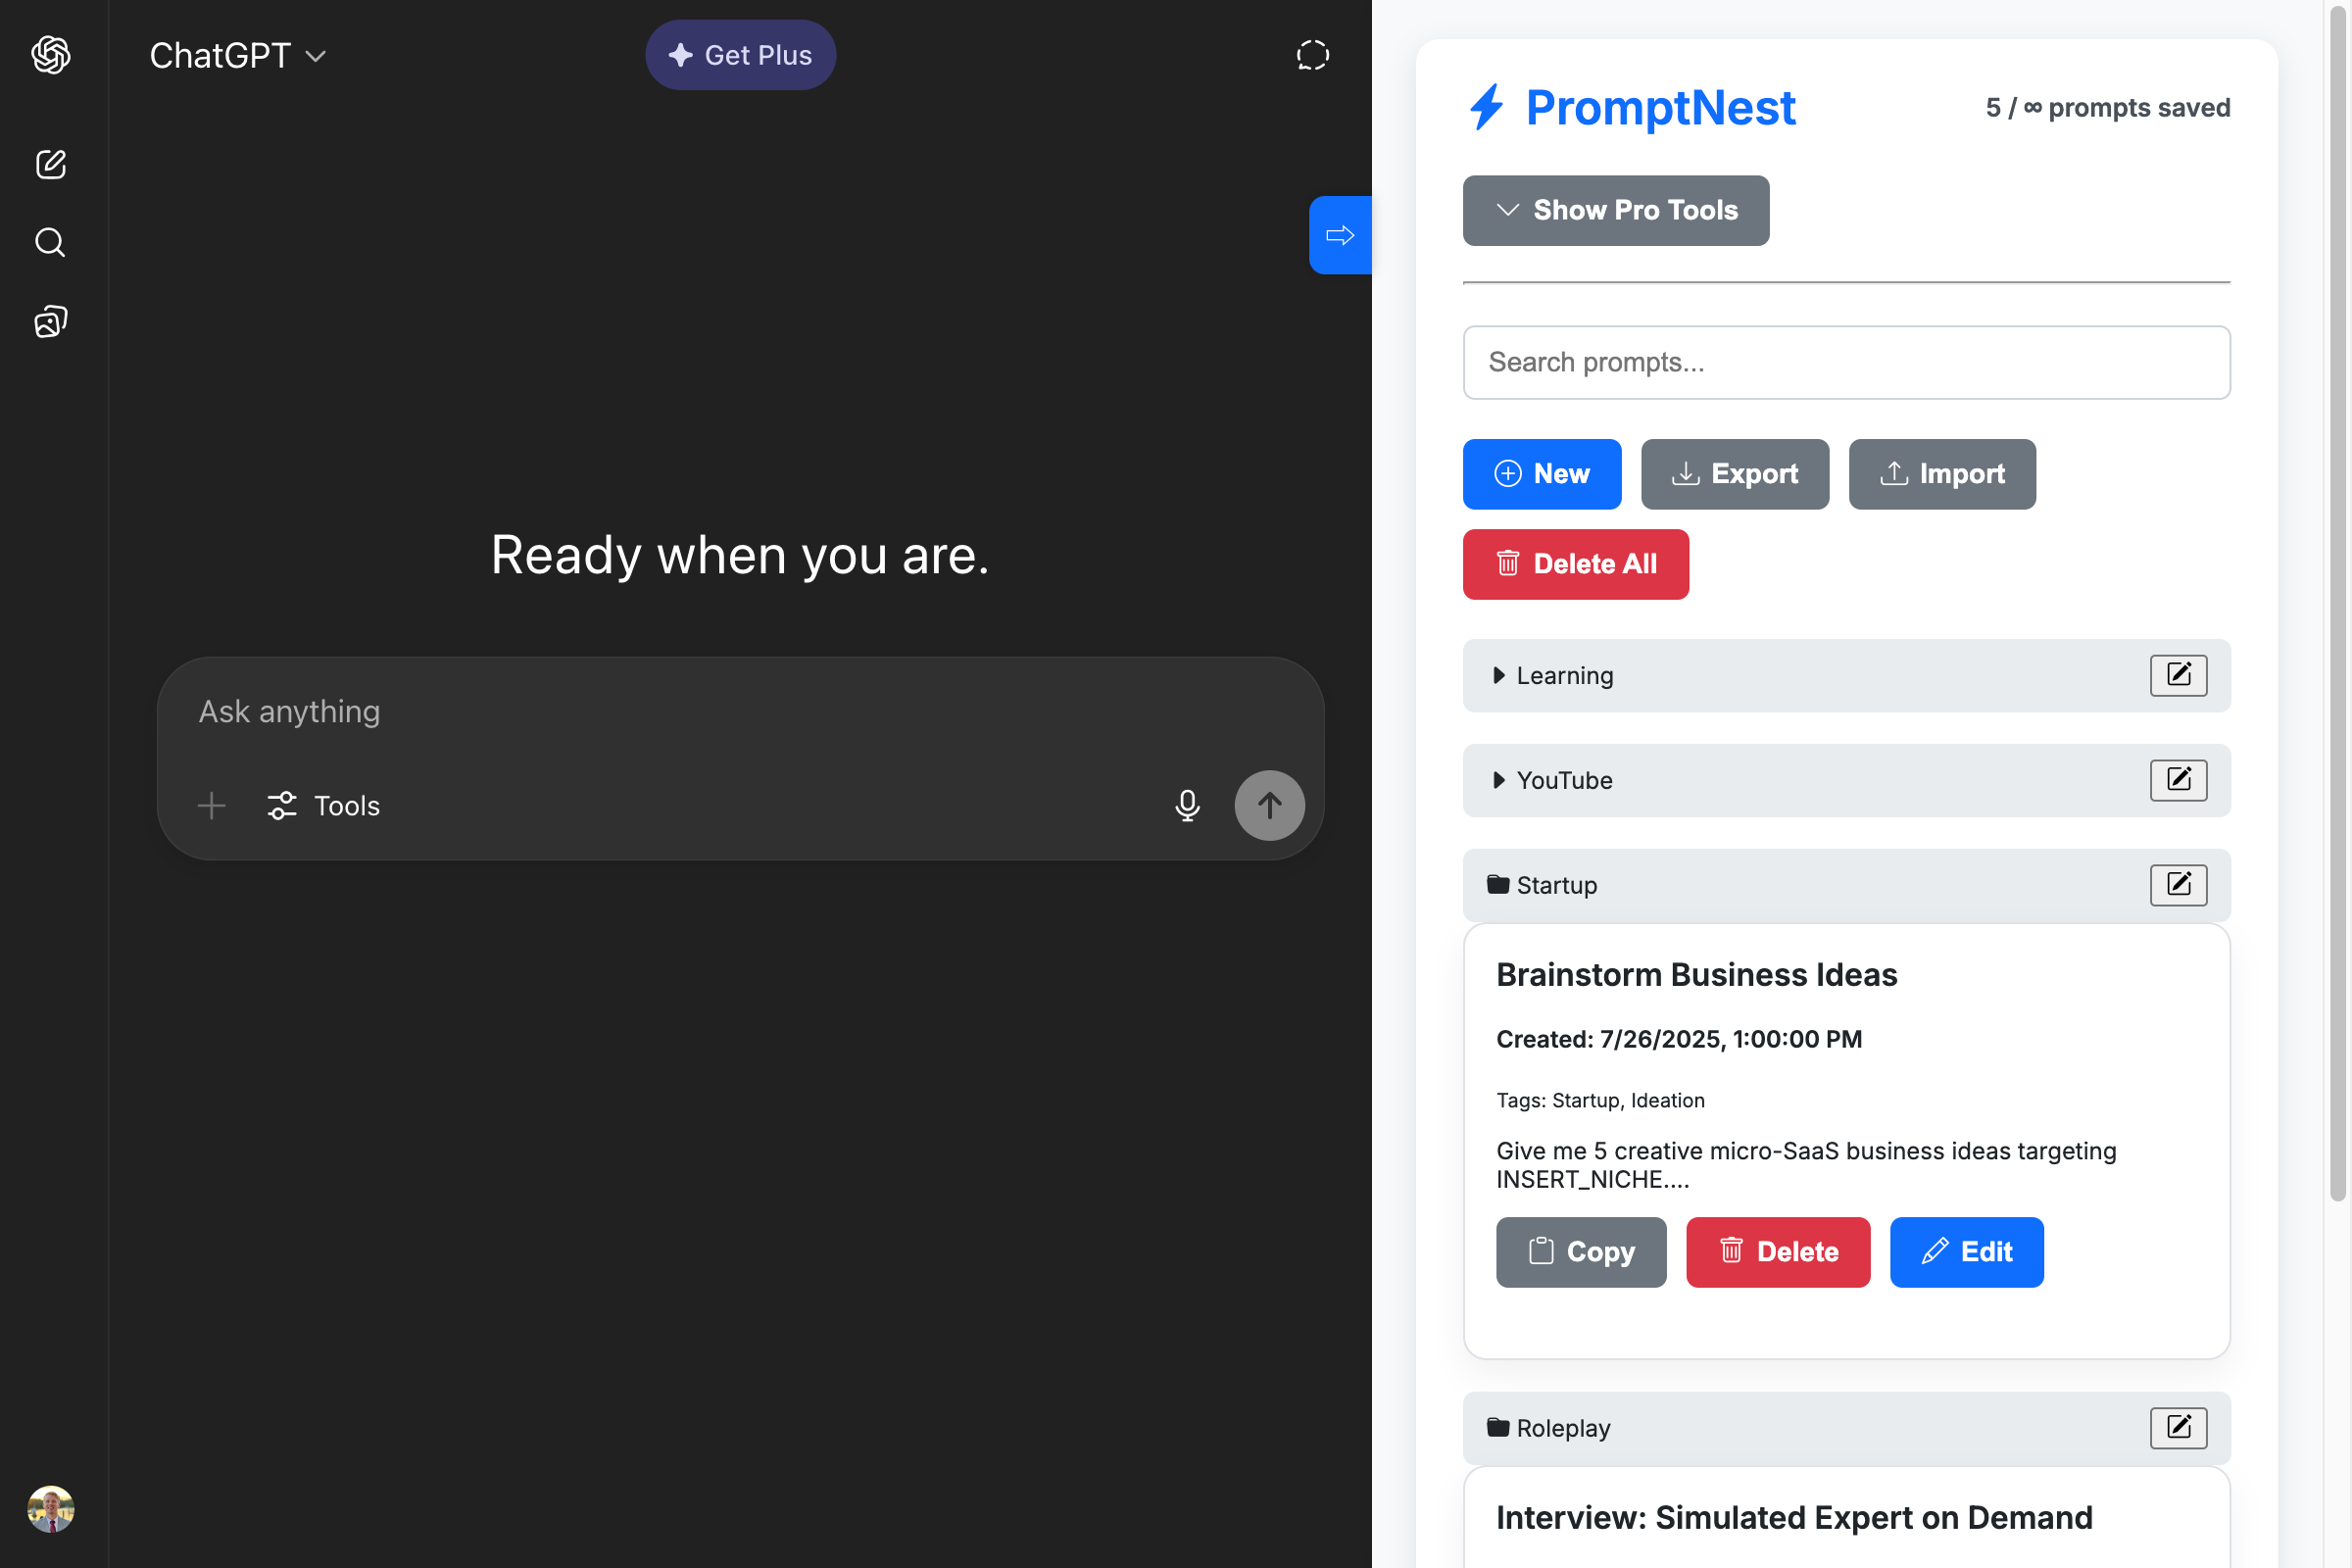 ChatGPT
Get Plus
Ready when you are.
Ask anything
Tools
PromptNest
5 / ∞ prompts saved
Show Pro Tools
Search prompts...
New
Export
Import
Delete All
Learning
YouTube
Startup
Brainstorm Business Ideas
Created: 7/26/2025, 1:00:00 PM
Tags: Startup, Ideation
Give me 5 creative micro-SaaS business ideas targeting
INSERT_NICHE....
Copy
Delete
Edit
Roleplay
Interview: Simulated Expert on Demand